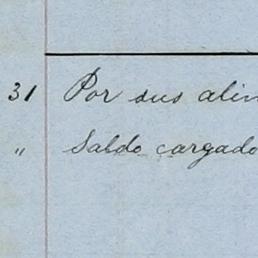 31 Por sus alim
" Saldo cargado